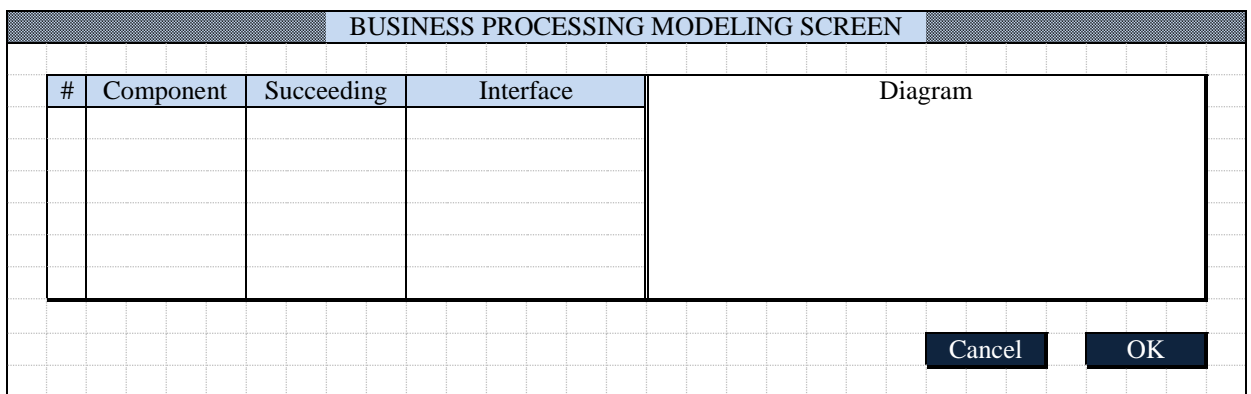 BUSINESS PROCESSING MODELING SCREEN
# Component Succeeding Interface Diagram
Cancel OK